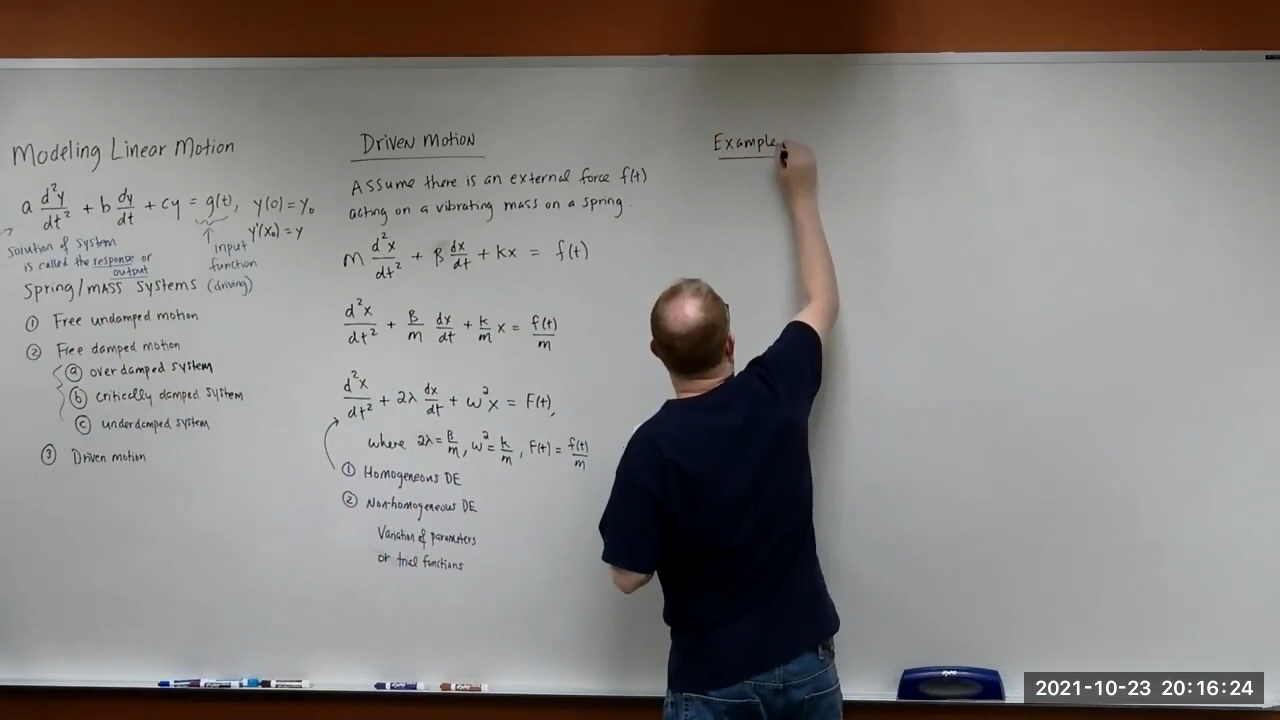 Modeling Linear Motion
a d²y/dt² + b dy/dt + cy = g(t), y(0) = y₀
y'(x₀) = y
solution of system
is called the response or
output
input
function
(driving)
Spring/mass systems
① Free undamped motion
② Free damped motion
ⓐ over damped system
ⓑ critically damped system
ⓒ underdamped system
③ Driven motion
Driven Motion
Assume there is an external force f(t)
acting on a vibrating mass on a spring.
m d²x/dt² + β dx/dt + kx = f(t)
d²x/dt² + β/m dx/dt + k/m x = f(t)/m
d²x/dt² + 2λ dx/dt + ω²x = F(t),
where 2λ = β/m, ω² = k/m, F(t) = f(t)/m
① Homogeneous DE
② Non-homogeneous DE
Variation of parameters
or trial functions
Example
2021-10-23 20:16:24